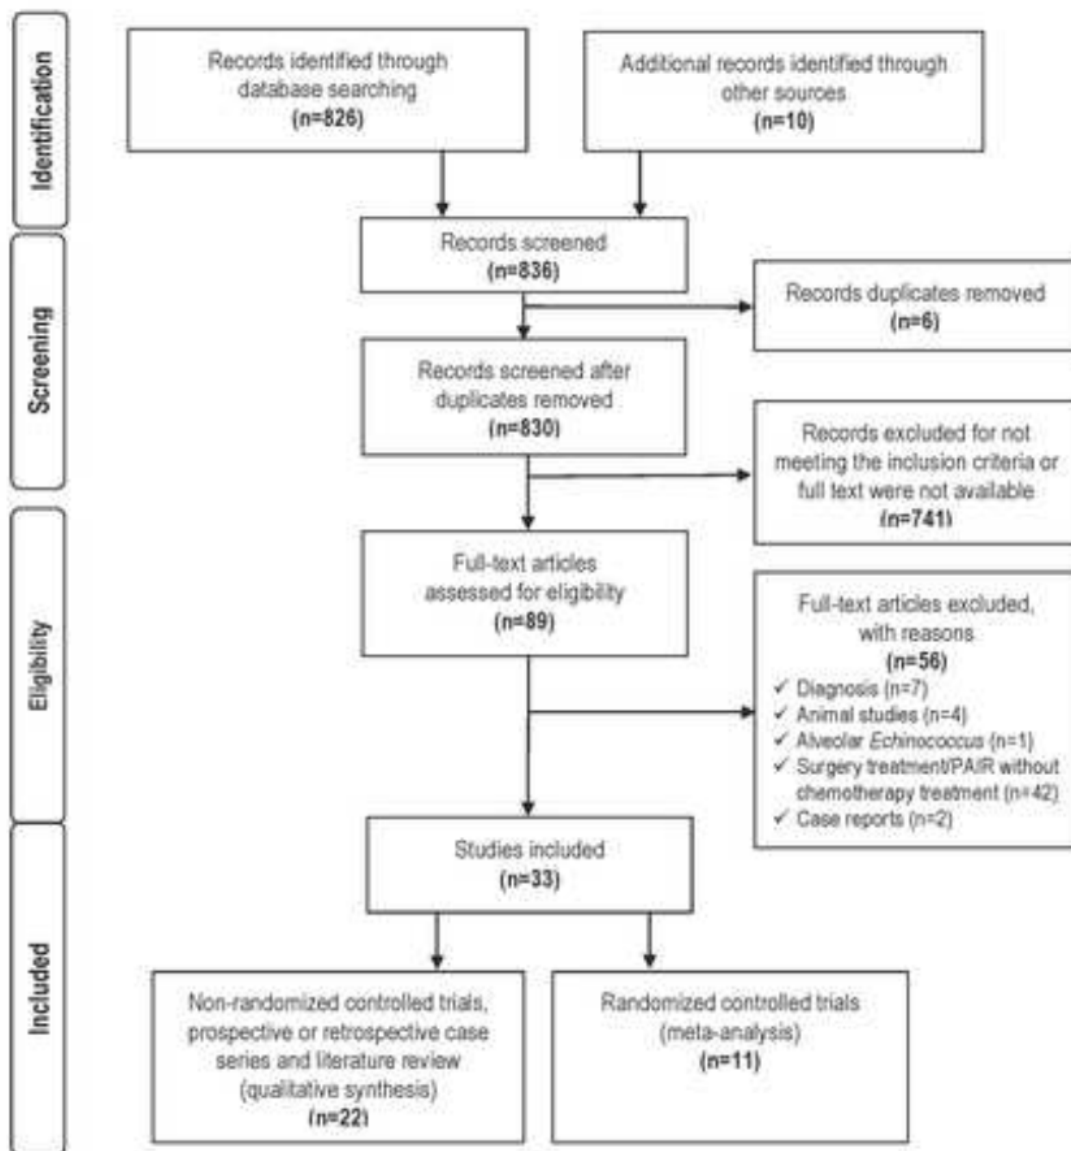 Identification
Records identified through
database searching
(n=826)
Additional records identified through
other sources
(n=10)
Records screened
(n=836)
Screening
Records duplicates removed
(n=6)
Records screened after
duplicates removed
(n=830)
Records excluded for not
meeting the inclusion criteria or
full text were not available
(n=741)
Eligibility
Full-text articles
assessed for eligibility
(n=89)
Full-text articles excluded,
with reasons
(n=56)
✓ Diagnosis (n=7)
✓ Animal studies (n=4)
✓ Alveolar Echinococcus (n=1)
✓ Surgery treatment/PAIR without
chemotherapy treatment (n=42)
✓ Case reports (n=2)
Included
Studies included
(n=33)
Non-randomized controlled trials,
prospective or retrospective case
series and literature review
(qualitative synthesis)
(n=22)
Randomized controlled trials
(meta-analysis)
(n=11)